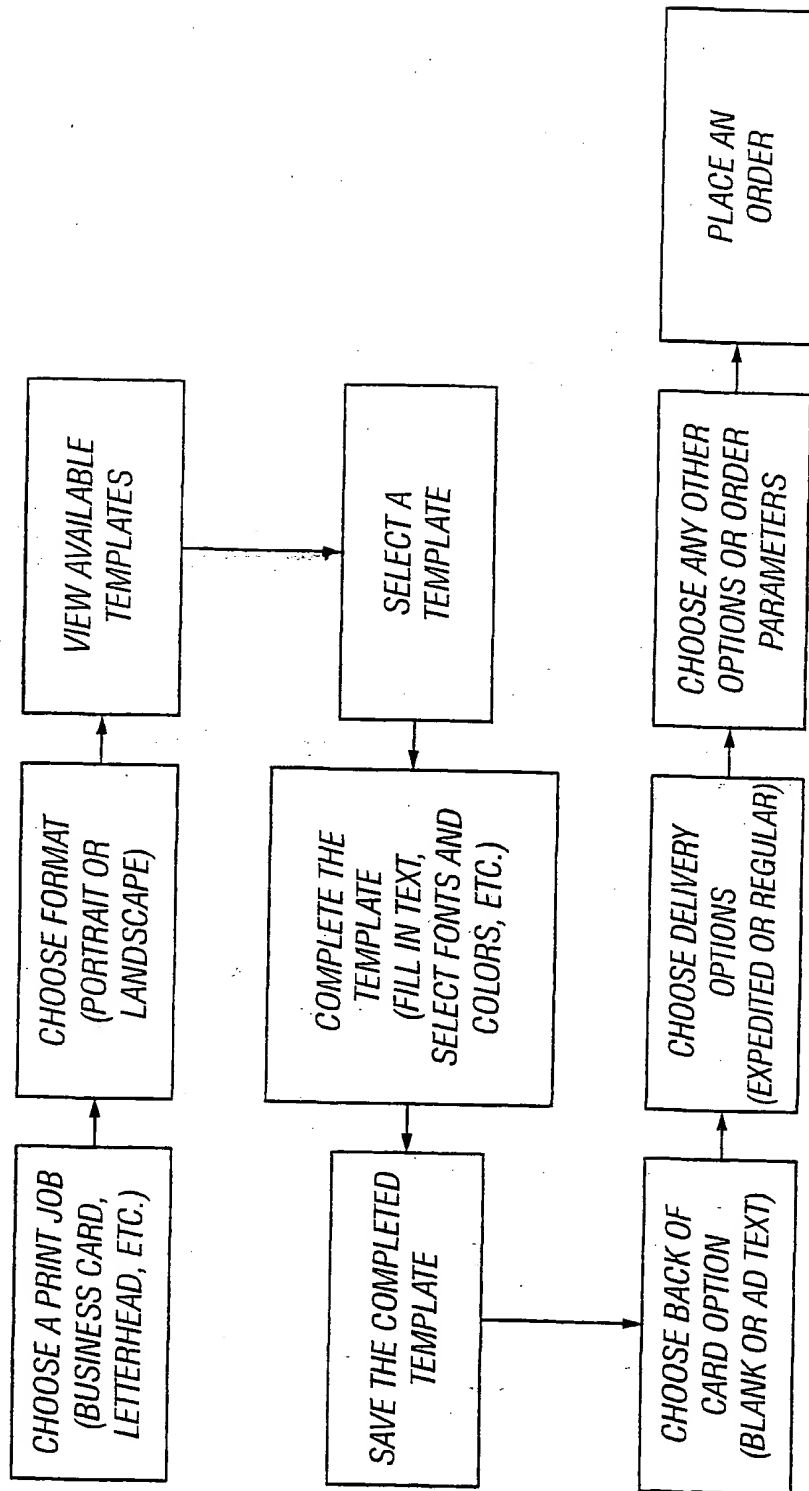 CHOOSE A PRINT JOB
(BUSINESS CARD,
LETTERHEAD, ETC.)
CHOOSE FORMAT
(PORTRAIT OR
LANDSCAPE)
VIEW AVAILABLE
TEMPLATES
SELECT A
TEMPLATE
COMPLETE THE
TEMPLATE
(FILL IN TEXT,
SELECT FONTS AND
COLORS, ETC.)
SAVE THE COMPLETED
TEMPLATE
CHOOSE BACK OF
CARD OPTION
(BLANK OR AD TEXT)
CHOOSE DELIVERY
OPTIONS
(EXPEDITED OR REGULAR)
CHOOSE ANY OTHER
OPTIONS OR ORDER
PARAMETERS
PLACE AN
ORDER